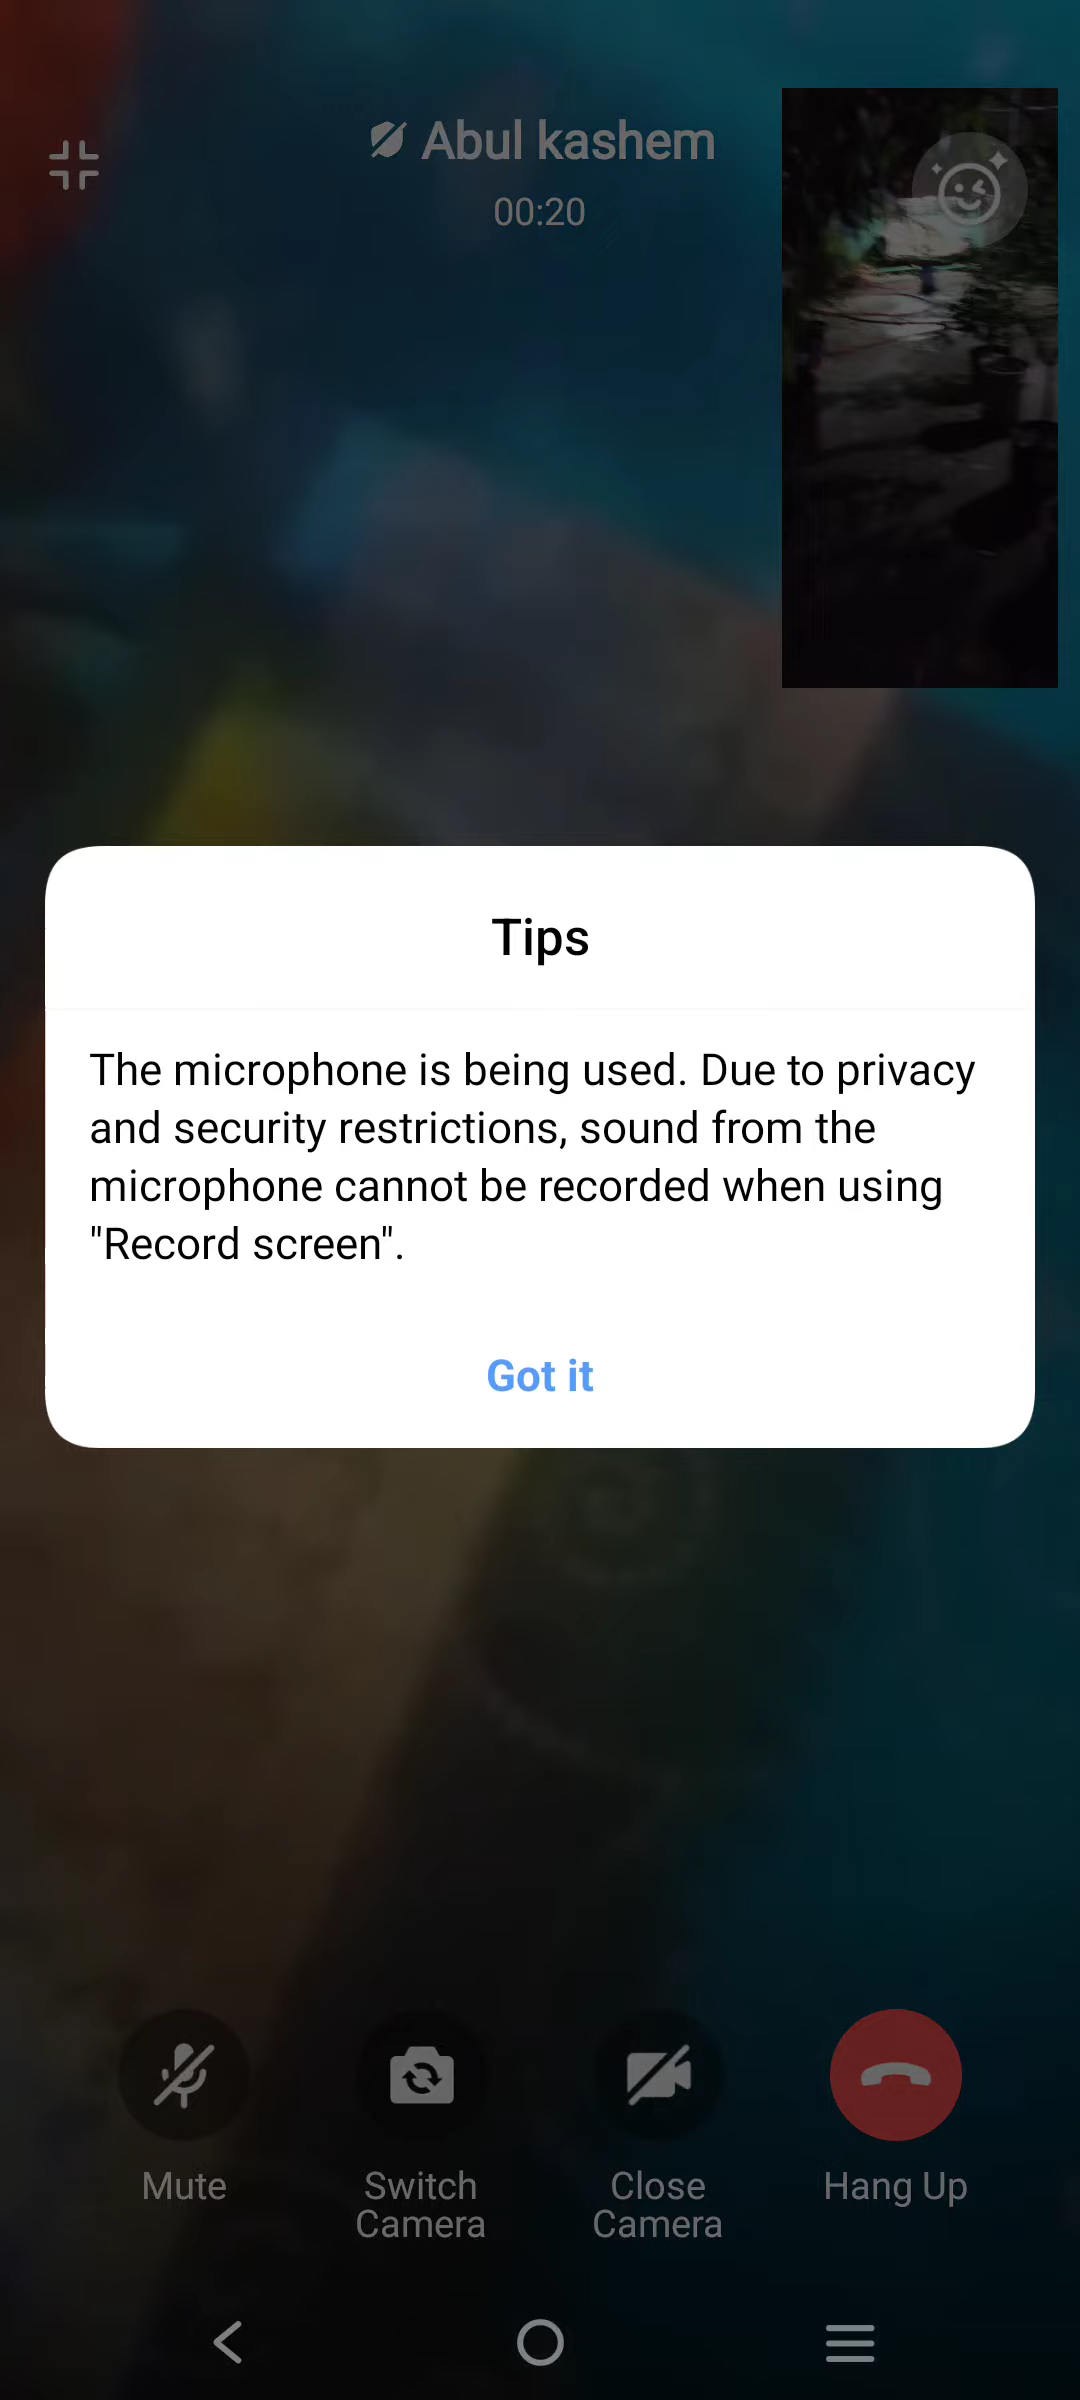 Abul kashem
00:20
Tips
The microphone is being used. Due to privacy
and security restrictions, sound from the
microphone cannot be recorded when using
"Record screen".
Got it
Mute
Switch
Camera
Close
Camera
Hang Up